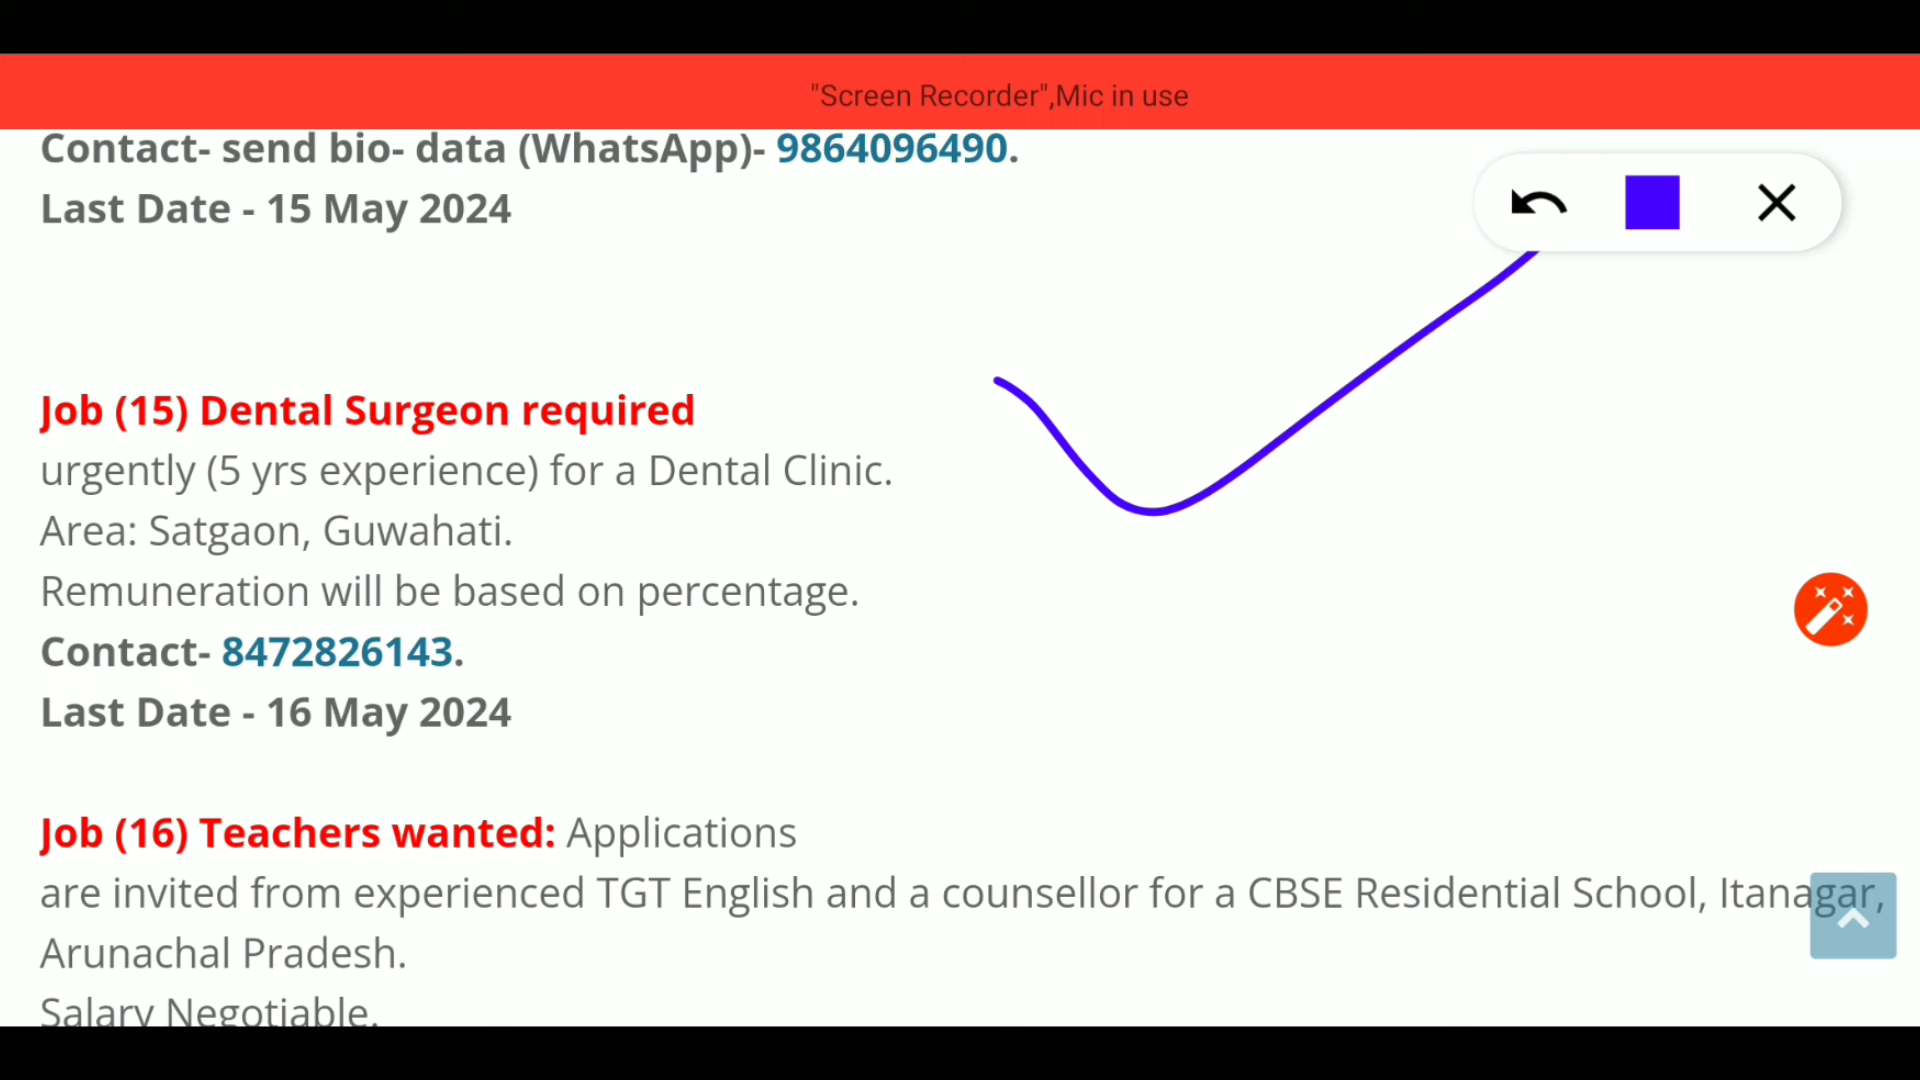 "Screen Recorder",Mic in use
Contact- send bio- data (WhatsApp)- 9864096490.
Last Date - 15 May 2024
Job (15) Dental Surgeon required
urgently (5 yrs experience) for a Dental Clinic.
Area: Satgaon, Guwahati.
Remuneration will be based on percentage.
Contact- 8472826143.
Last Date - 16 May 2024
Job (16) Teachers wanted: Applications
are invited from experienced TGT English and a counsellor for a CBSE Residential School, Itanagar,
Arunachal Pradesh.
Salary Negotiable.